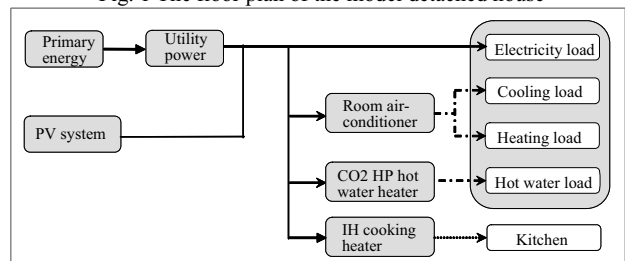 Fig. 1 The floor plan of the model detached house
Primary
energy
Utility
power
Electricity load
Room air-
conditioner
Cooling load
Heating load
PV system
CO2 HP hot
water heater
Hot water load
IH cooking
heater
Kitchen